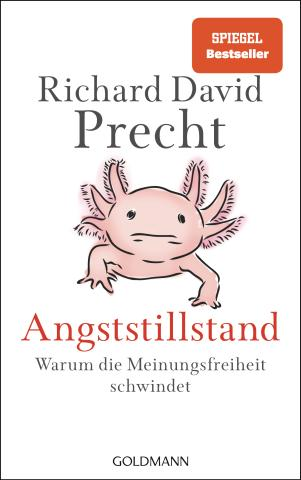 SPIEGEL
Bestseller
Richard David
Precht
Angststillstand
Warum die Meinungsfreiheit
schwindet
GOLDMANN